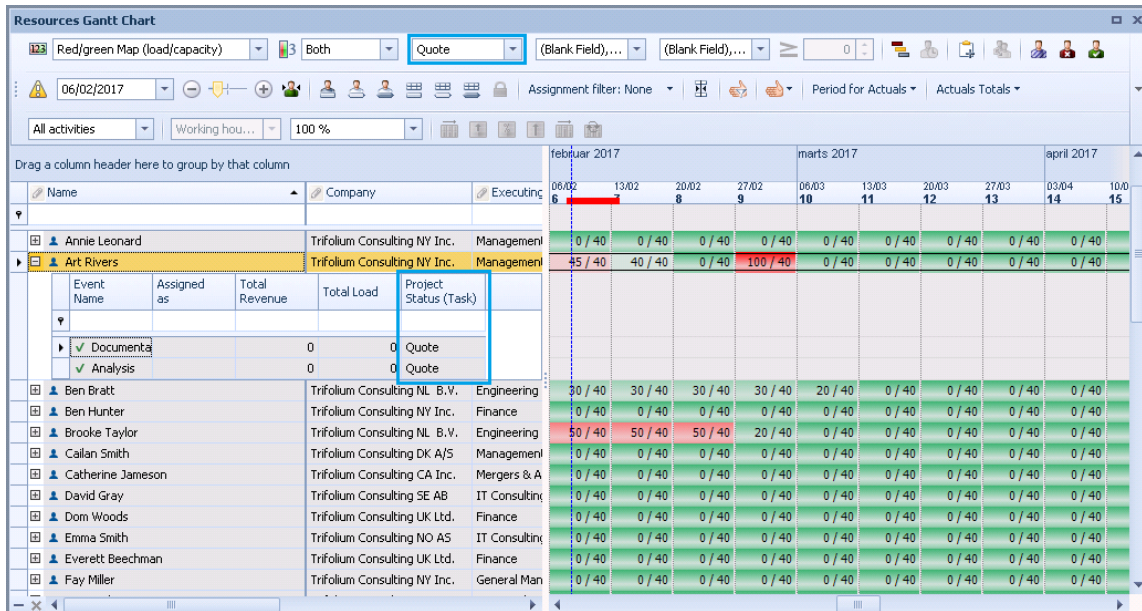 Resources Gantt Chart
123 Red/green Map (load/capacity) 3 Both Quote (Blank Field),... (Blank Field),... ≥ 0
06/02/2017 Assignment filter: None Period for Actuals Actuals Totals
All activities Working hou... 100 %
Drag a column header here to group by that column
februar 2017 marts 2017 april 2017
Name Company Executing 06/02 13/02 20/02 27/02 06/03 13/03 20/03 27/03 03/04 10/0
6 7 8 9 10 11 12 13 14 15
Annie Leonard Trifolium Consulting NY Inc. Management 0 / 40 0 / 40 0 / 40 0 / 40 0 / 40 0 / 40 0 / 40 0 / 40 0 / 40
Art Rivers Trifolium Consulting NY Inc. Management 45 / 40 40 / 40 0 / 40 100 / 40 0 / 40 0 / 40 0 / 40 0 / 40 0 / 40
Event Name Assigned as Total Revenue Total Load Project Status (Task)
Documenta 0 0 Quote
Analysis 0 0 Quote
Ben Bratt Trifolium Consulting NL B.V. Engineering 30 / 40 30 / 40 30 / 40 30 / 40 20 / 40 0 / 40 0 / 40 0 / 40 0 / 40
Ben Hunter Trifolium Consulting NY Inc. Finance 0 / 40 0 / 40 0 / 40 0 / 40 0 / 40 0 / 40 0 / 40 0 / 40 0 / 40
Brooke Taylor Trifolium Consulting NL B.V. Engineering 50 / 40 50 / 40 50 / 40 20 / 40 0 / 40 0 / 40 0 / 40 0 / 40 0 / 40
Cailan Smith Trifolium Consulting DK A/S Management 0 / 40 0 / 40 0 / 40 0 / 40 0 / 40 0 / 40 0 / 40 0 / 40 0 / 40
Catherine Jameson Trifolium Consulting CA Inc. Mergers & A 0 / 40 0 / 40 0 / 40 0 / 40 0 / 40 0 / 40 0 / 40 0 / 40 0 / 40
David Gray Trifolium Consulting SE AB IT Consulting 0 / 40 0 / 40 0 / 40 0 / 40 0 / 40 0 / 40 0 / 40 0 / 40 0 / 40
Dom Woods Trifolium Consulting UK Ltd. Finance 0 / 40 0 / 40 0 / 40 0 / 40 0 / 40 0 / 40 0 / 40 0 / 40 0 / 40
Emma Smith Trifolium Consulting NO AS IT Consulting 0 / 40 0 / 40 0 / 40 0 / 40 0 / 40 0 / 40 0 / 40 0 / 40 0 / 40
Everett Beechman Trifolium Consulting UK Ltd. Finance 0 / 40 0 / 40 0 / 40 0 / 40 0 / 40 0 / 40 0 / 40 0 / 40 0 / 40
Fay Miller Trifolium Consulting NY Inc. General Man 0 / 40 0 / 40 0 / 40 0 / 40 0 / 40 0 / 40 0 / 40 0 / 40 0 / 40